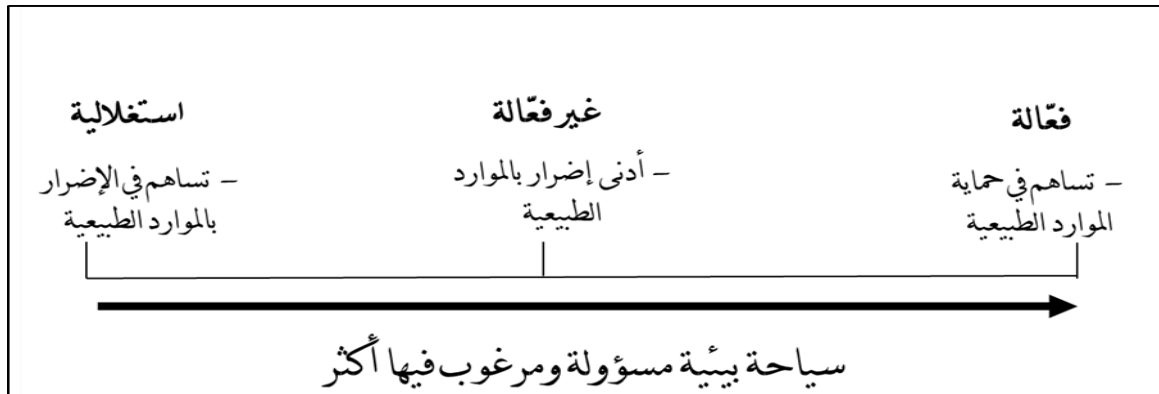 فعّالة
– تساهم في حماية
الموارد الطبيعية
غير فعّالة
– أدنى إضرار بالموارد
الطبيعية
استغلالية
– تساهم في الإضرار
بالموارد الطبيعية
سياحة بيئية مسؤولة ومرغوب فيها أكثر